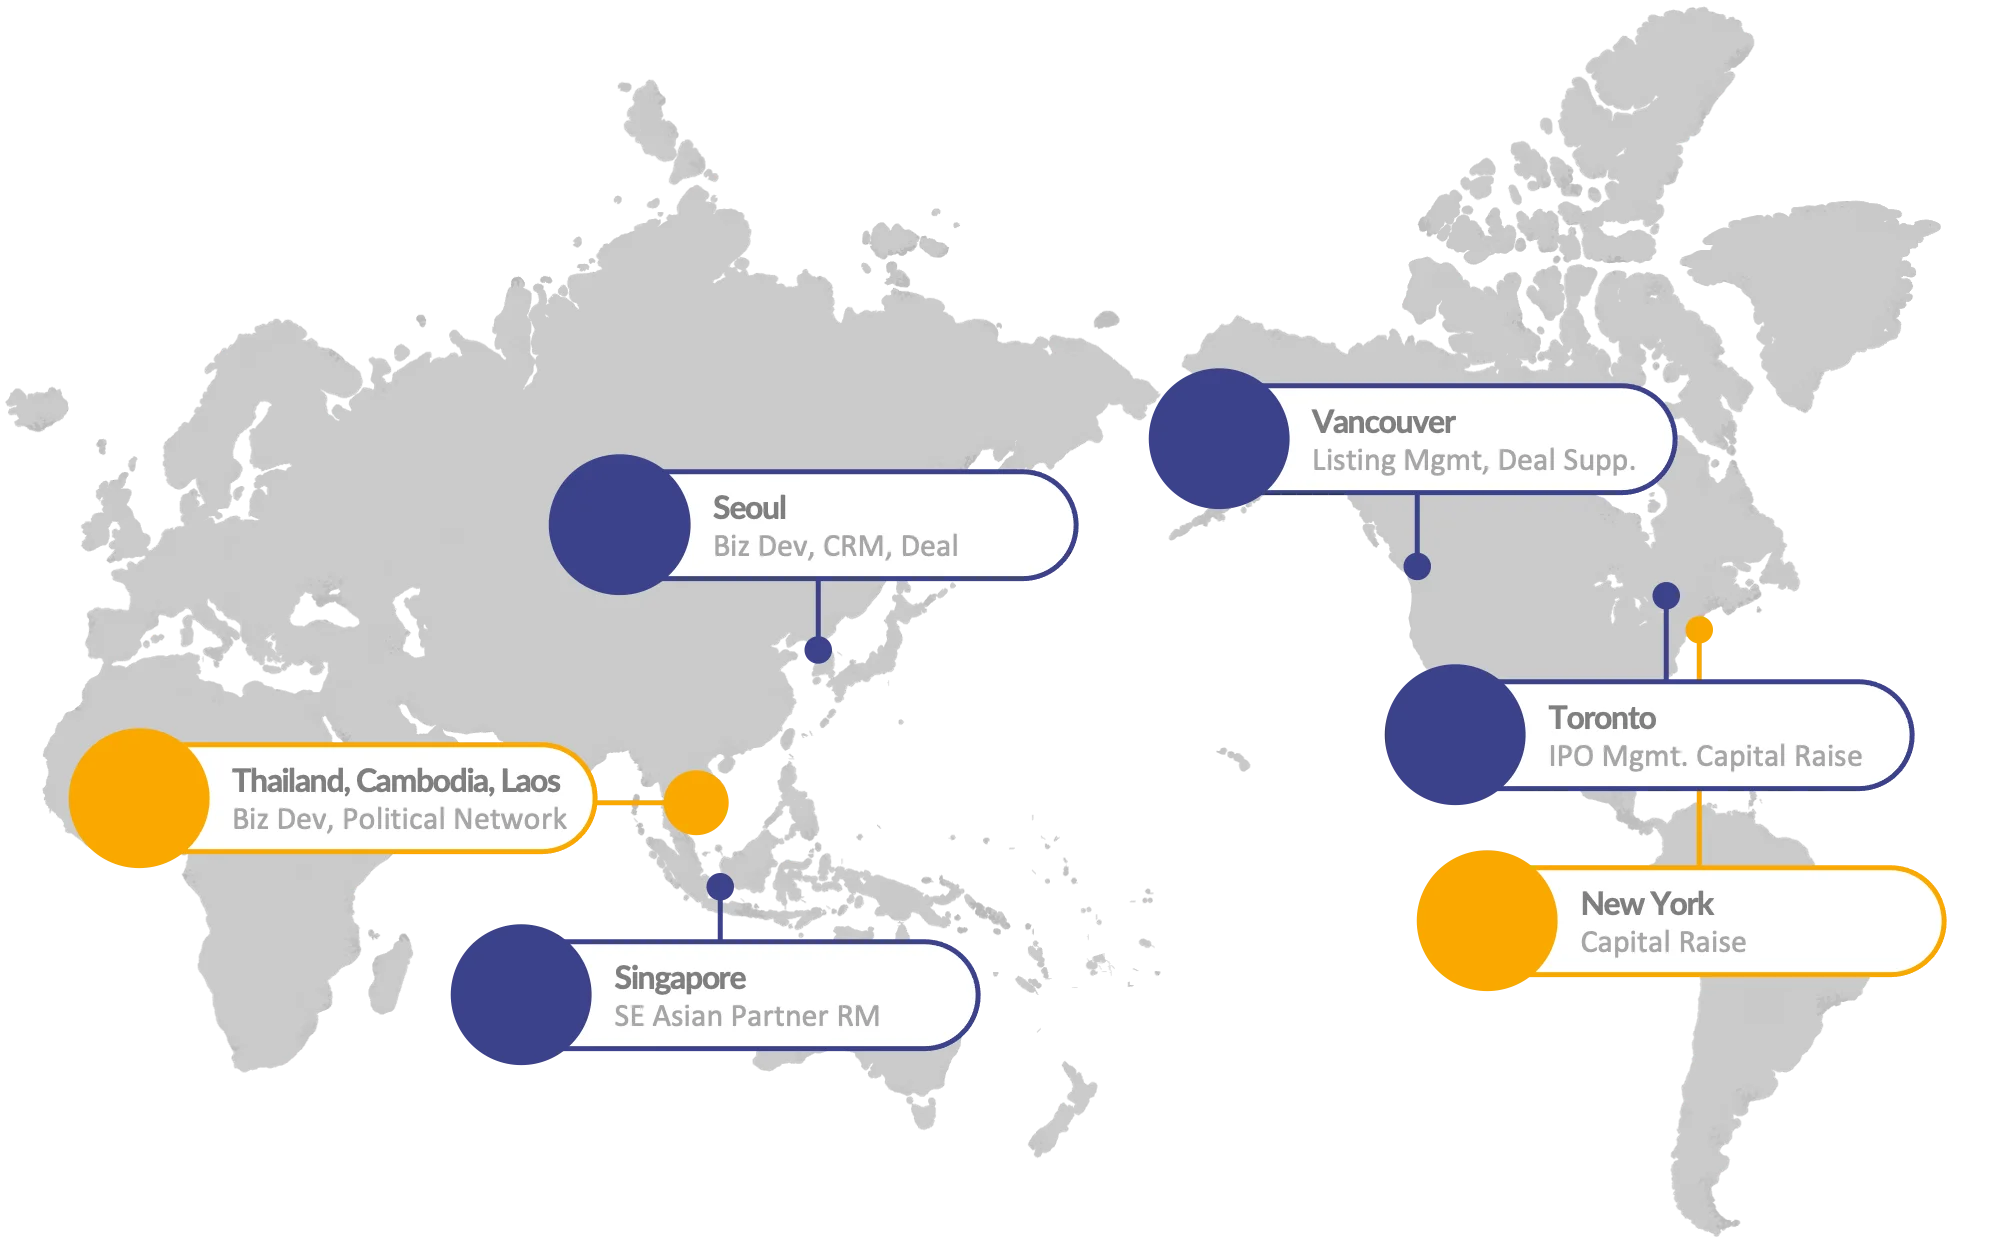 Vancouver
Listing Mgmt, Deal Supp.
Seoul
Biz Dev, CRM, Deal
Toronto
IPO Mgmt. Capital Raise
Thailand, Cambodia, Laos
Biz Dev, Political Network
New York
Capital Raise
Singapore
SE Asian Partner RM